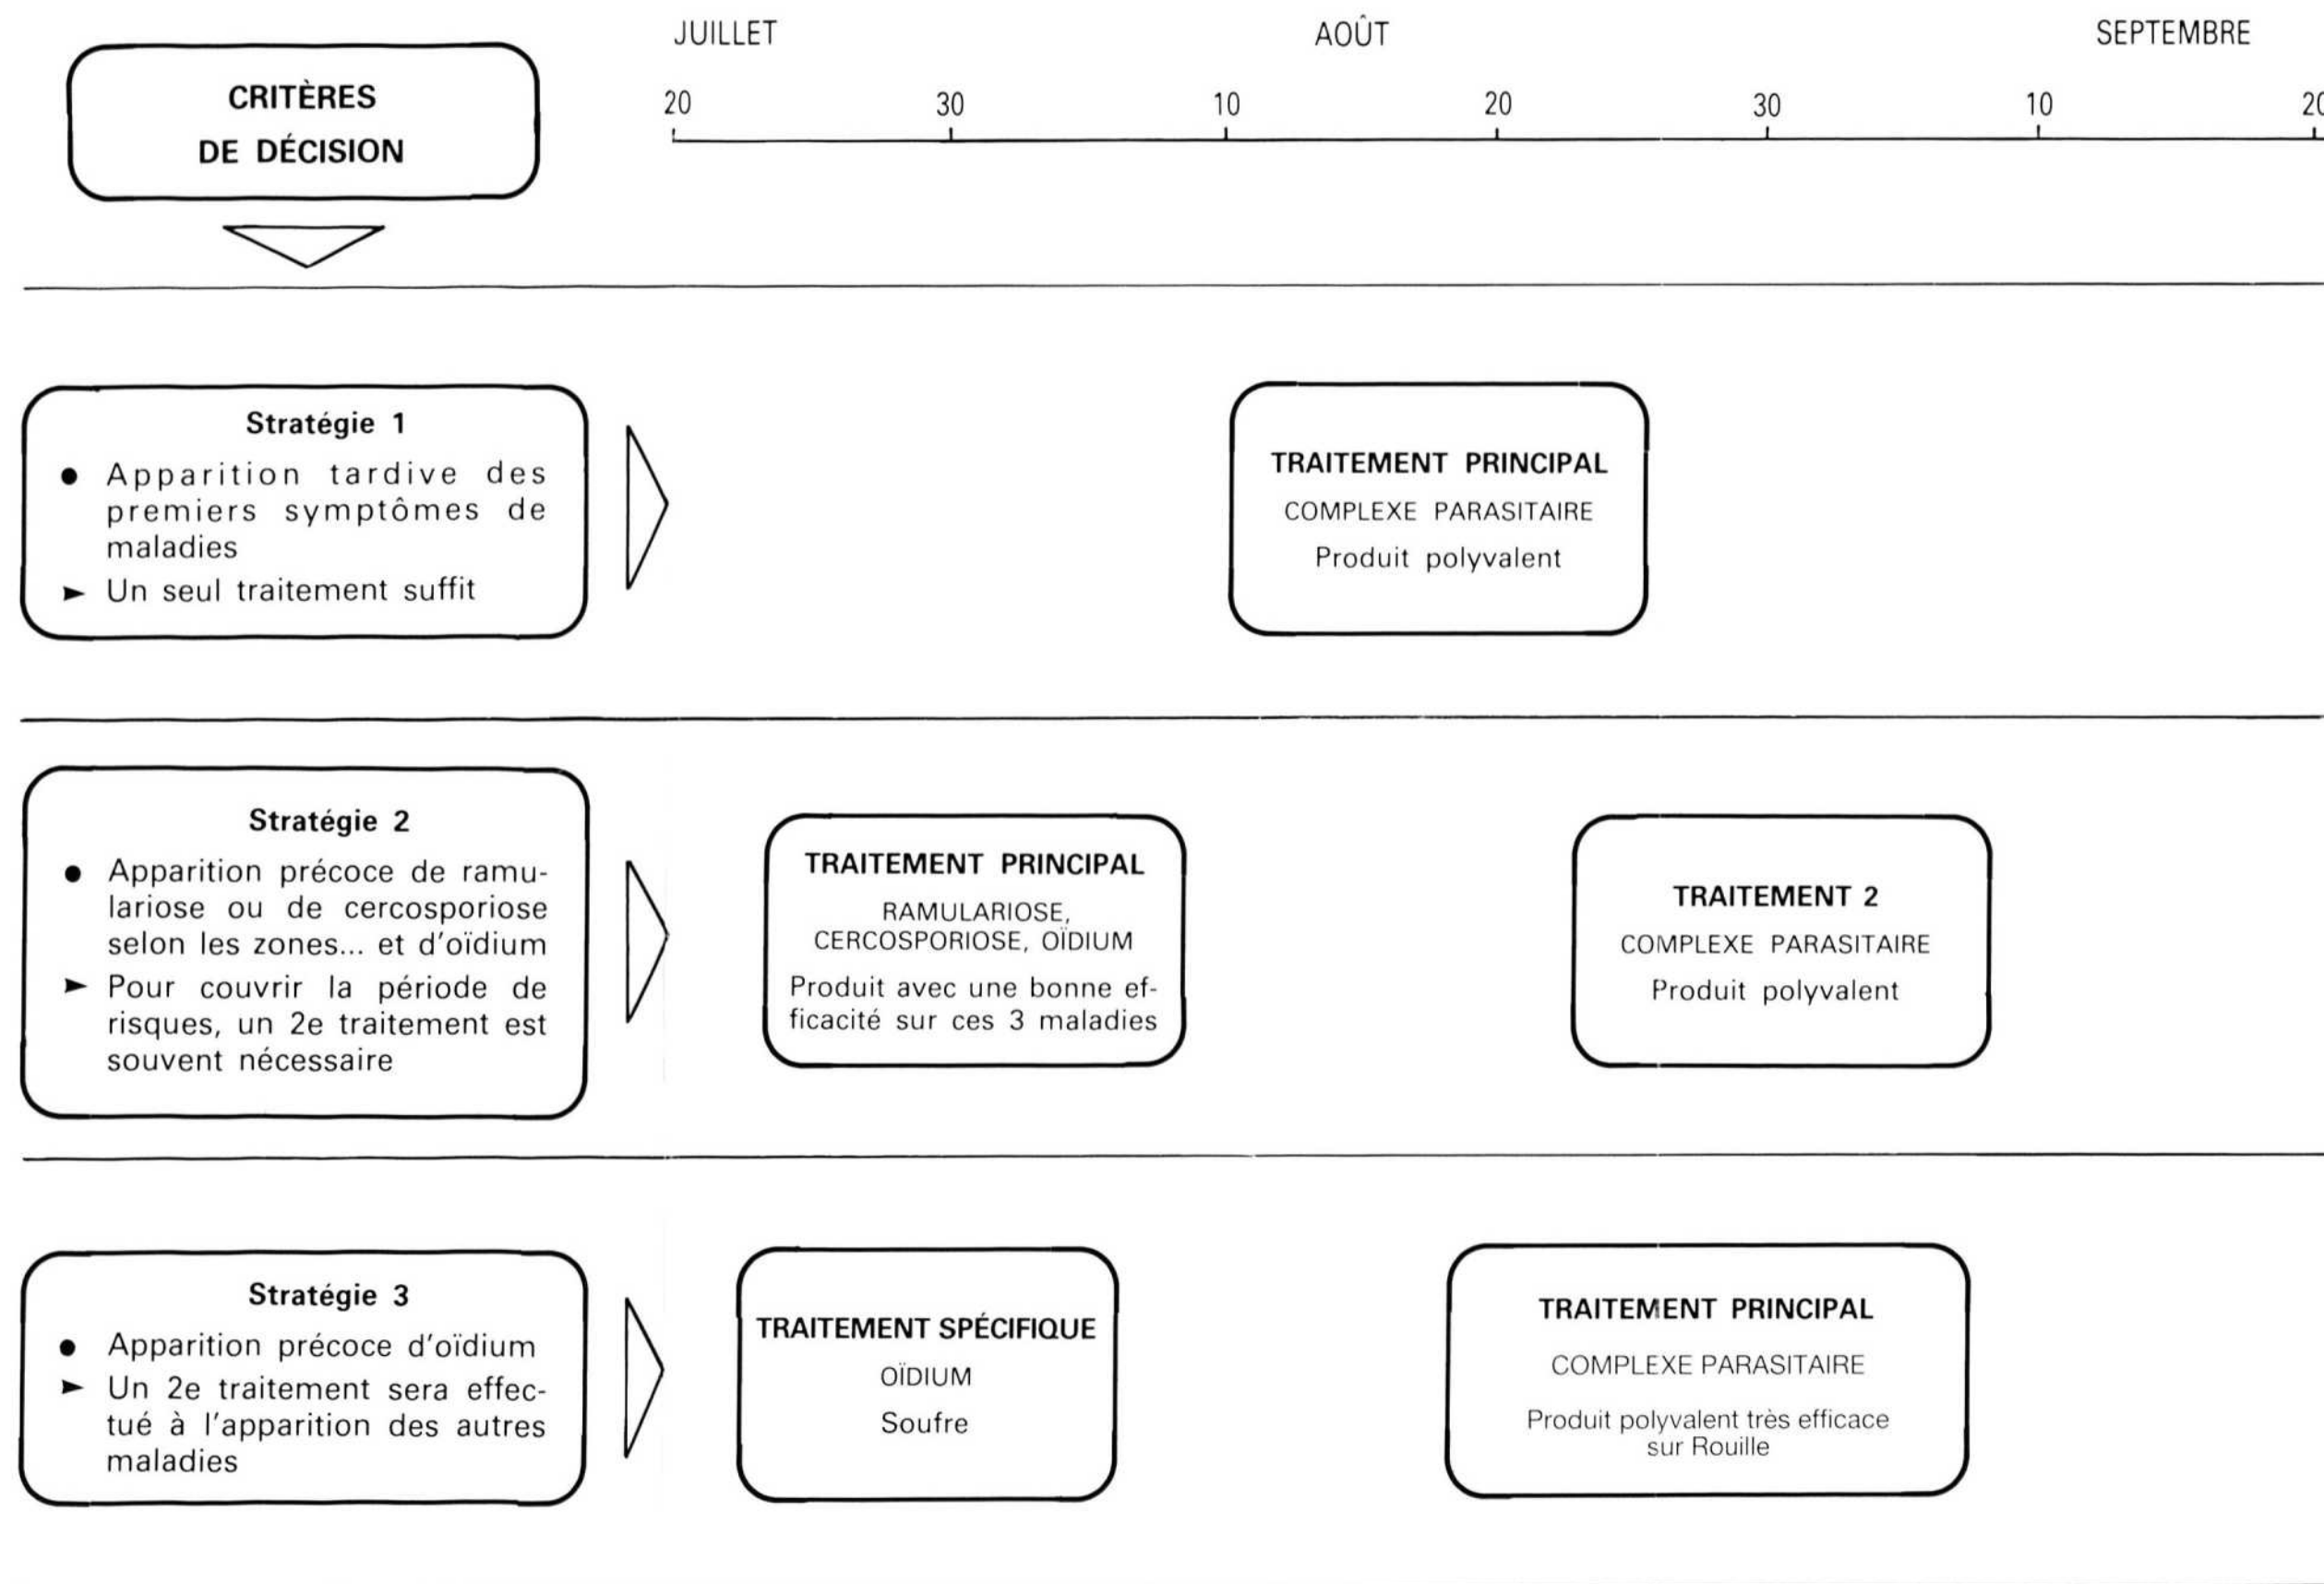 JUILLET AOÛT SEPTEMBRE
20 30 10 20 30 10 20
CRITÈRES
DE DÉCISION
Stratégie 1
● Apparition tardive des
premiers symptômes de
maladies
► Un seul traitement suffit
TRAITEMENT PRINCIPAL
COMPLEXE PARASITAIRE
Produit polyvalent
Stratégie 2
● Apparition précoce de ramu-
lariose ou de cercosporiose
selon les zones... et d'oïdium
► Pour couvrir la période de
risques, un 2e traitement est
souvent nécessaire
TRAITEMENT PRINCIPAL
RAMULARIOSE,
CERCOSPORIOSE, OÏDIUM
Produit avec une bonne ef-
ficacité sur ces 3 maladies
TRAITEMENT 2
COMPLEXE PARASITAIRE
Produit polyvalent
Stratégie 3
● Apparition précoce d'oïdium
► Un 2e traitement sera effec-
tué à l'apparition des autres
maladies
TRAITEMENT SPÉCIFIQUE
OÏDIUM
Soufre
TRAITEMENT PRINCIPAL
COMPLEXE PARASITAIRE
Produit polyvalent très efficace
sur Rouille